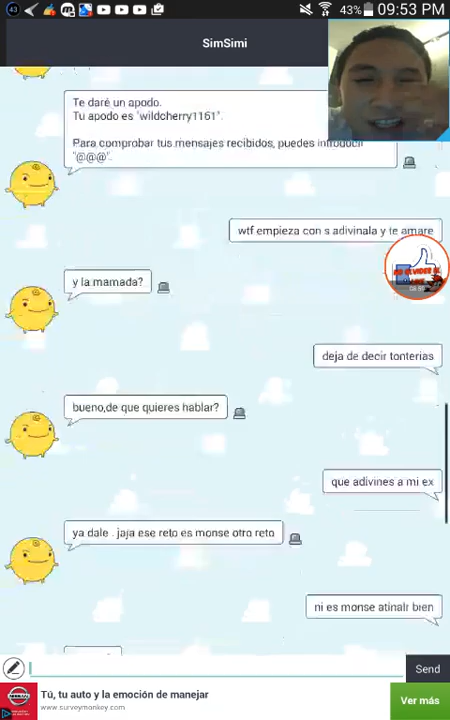 43
43%
09:53 PM
SimSimi
Te daré un apodo.
Tu apodo es "wildcherry1161".
Para comprobar tus mensajes recibidos, puedes introducir
"@@@".
wtf empieza con s adivinala y te amare
y la mamada?
deja de decir tonterias
bueno,de que quieres hablar?
que adivines a mi ex
ya dale . jaja ese reto es monse otro reto
ni es monse atinalr bien
Send
Tú, tu auto y la emoción de manejar
www.surveymonkey.com
Ver más